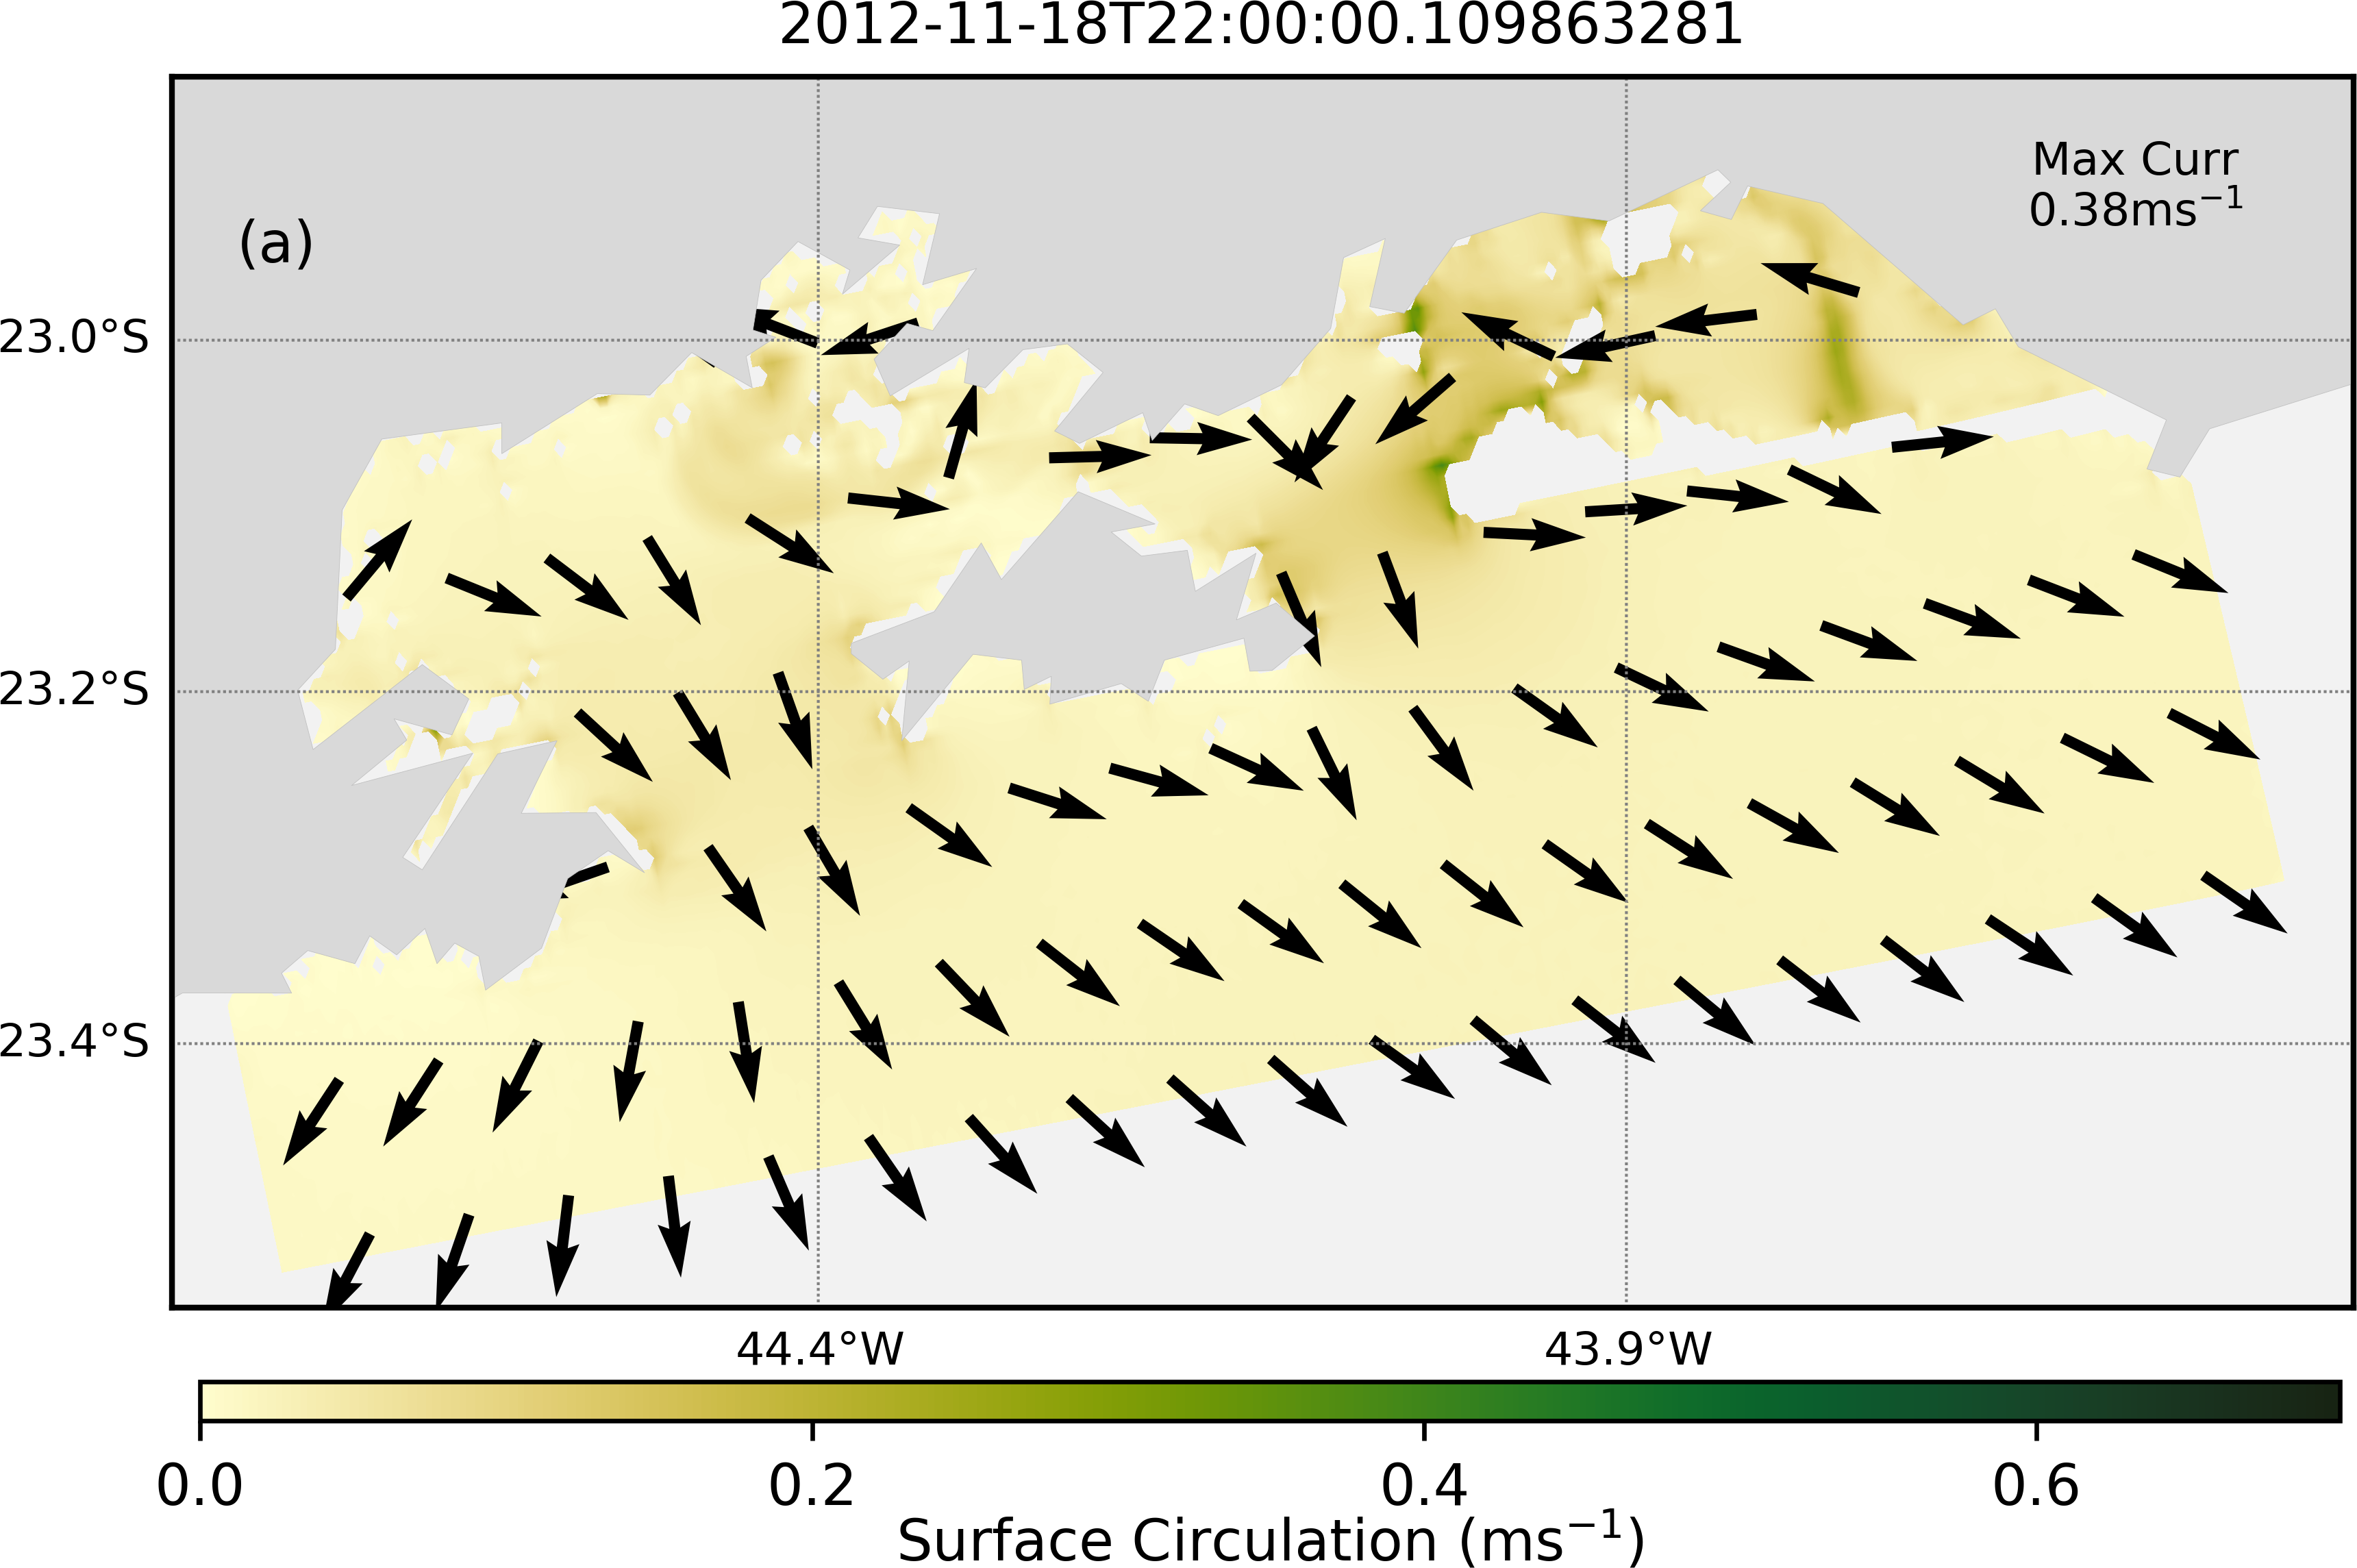 2012-11-18T22:00:00.109863281
Max Curr
0.38ms⁻¹
(a)
23.0°S
23.2°S
23.4°S
44.4°W
43.9°W
0.0
0.2
0.4
0.6
Surface Circulation (ms⁻¹)